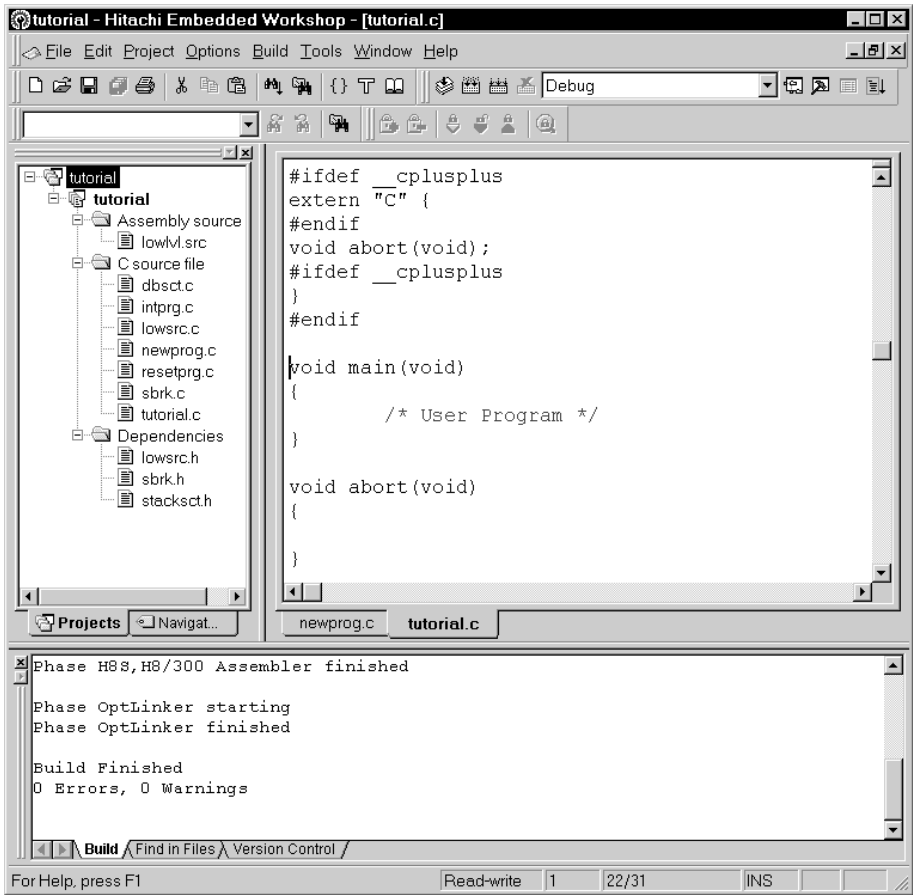 tutorial - Hitachi Embedded Workshop - [tutorial.c]
File Edit Project Options Build Tools Window Help
Debug
tutorial
tutorial
Assembly source
lowlvl.src
C source file
dbsct.c
intprg.c
lowsrc.c
newprog.c
resetprg.c
sbrk.c
tutorial.c
Dependencies
lowsrc.h
sbrk.h
stacksct.h
Projects Navigat...
#ifdef __cplusplus
extern "C" {
#endif
void abort(void);
#ifdef __cplusplus
}
#endif
void main(void)
{
/* User Program */
}
void abort(void)
{
}
newprog.c tutorial.c
Phase H8S,H8/300 Assembler finished
Phase OptLinker starting
Phase OptLinker finished
Build Finished
0 Errors, 0 Warnings
Build Find in Files Version Control
For Help, press F1 Read-write 1 22/31 INS